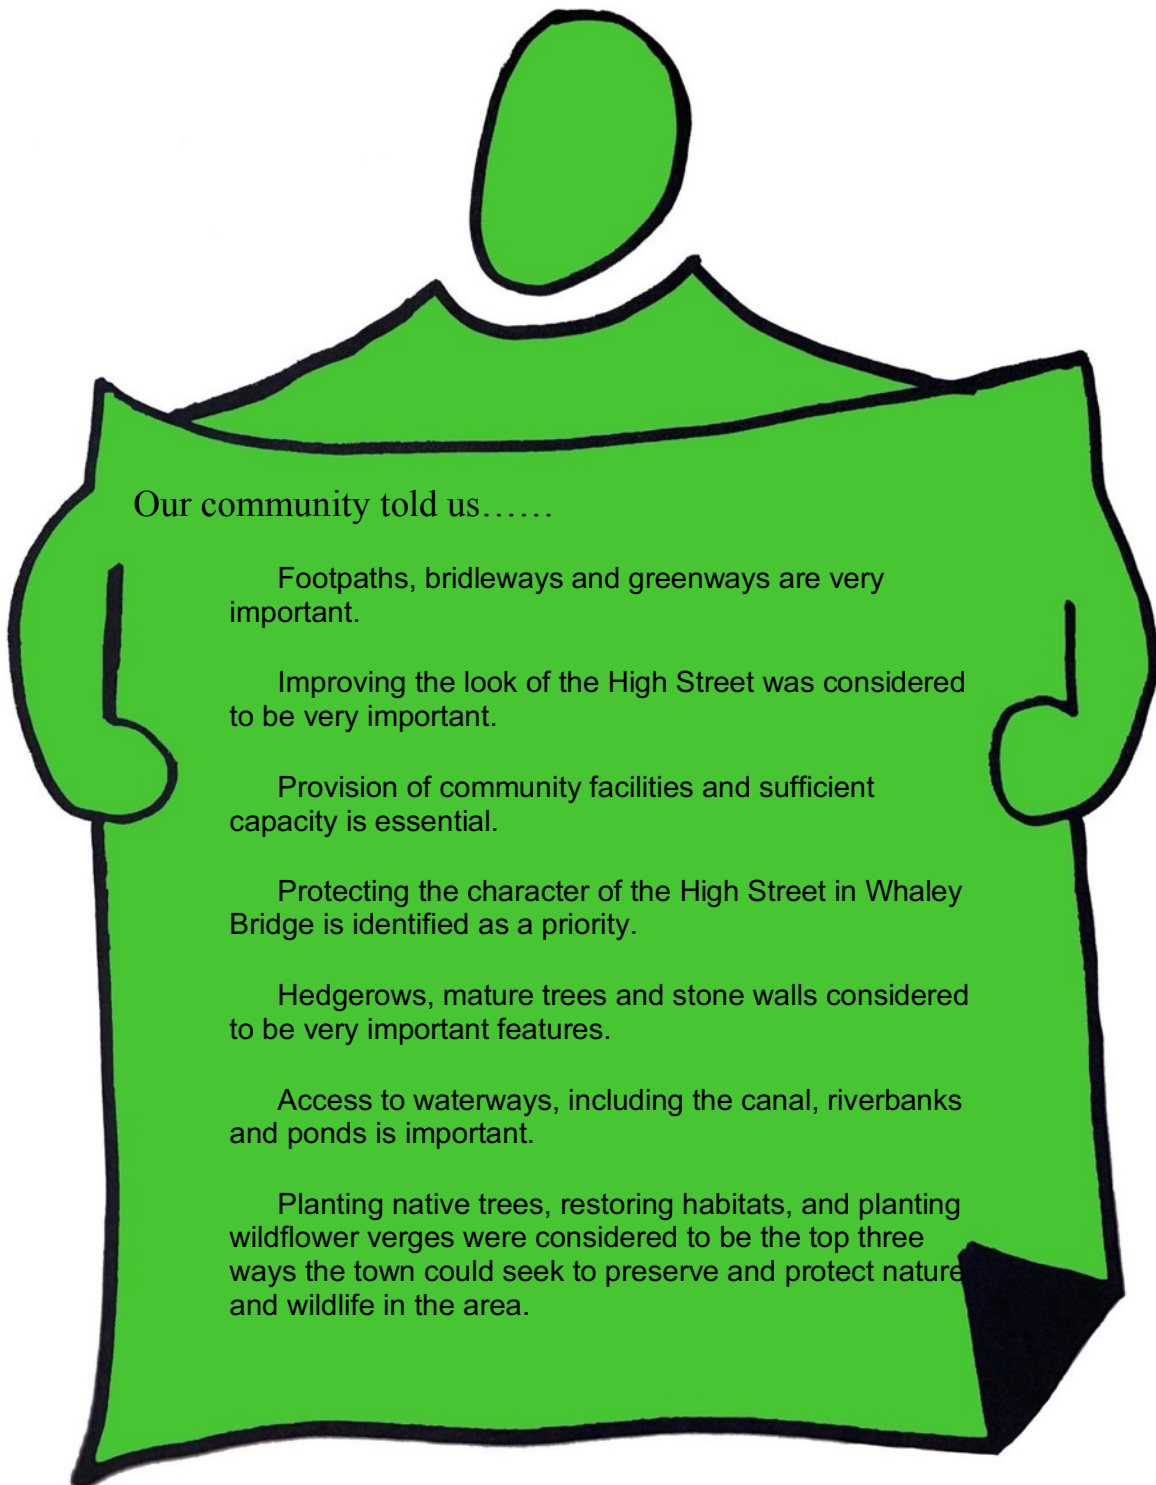 Our community told us……
Footpaths, bridleways and greenways are very
important.
Improving the look of the High Street was considered
to be very important.
Provision of community facilities and sufficient
capacity is essential.
Protecting the character of the High Street in Whaley
Bridge is identified as a priority.
Hedgerows, mature trees and stone walls considered
to be very important features.
Access to waterways, including the canal, riverbanks
and ponds is important.
Planting native trees, restoring habitats, and planting
wildflower verges were considered to be the top three
ways the town could seek to preserve and protect nature
and wildlife in the area.